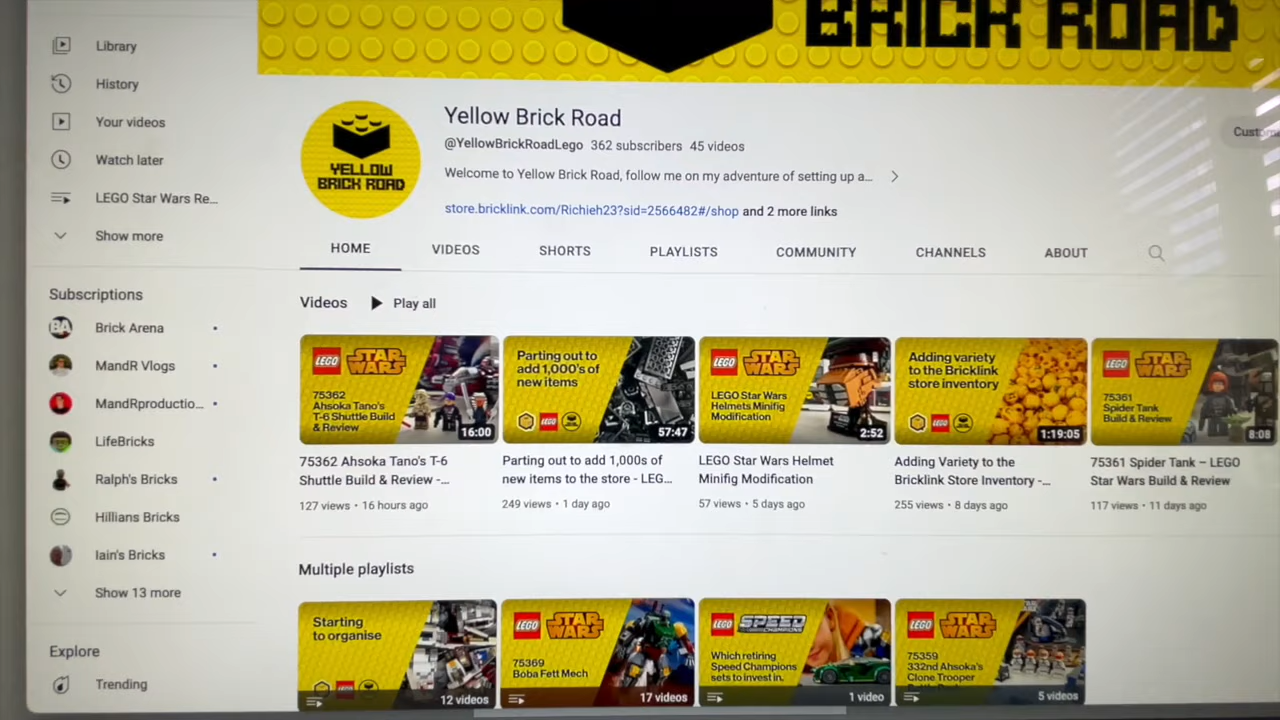 BRICK ROAD
Library
History
Your videos
Watch later
LEGO Star Wars Re...
Show more
Subscriptions
Brick Arena
MandR Vlogs
MandRproductio...
LifeBricks
Ralph's Bricks
Hillians Bricks
Iain's Bricks
Show 13 more
Explore
Trending
YELLOW
BRICK ROAD
Yellow Brick Road
@YellowBrickRoadLego 362 subscribers 45 videos
Welcome to Yellow Brick Road, follow me on my adventure of setting up a...
store.bricklink.com/Richieh23?sid=2566482#/shop and 2 more links
HOME VIDEOS SHORTS PLAYLISTS COMMUNITY CHANNELS ABOUT
Videos Play all
LEGO STAR WARS
75362
Ahsoka Tano's
T-6 Shuttle Build
& Review
16:00
75362 Ahsoka Tano's T-6
Shuttle Build & Review -...
127 views • 16 hours ago
Parting out to
add 1,000's of
new items
LEGO
57:47
Parting out to add 1,000s of
new items to the store - LEG...
249 views • 1 day ago
LEGO STAR WARS
LEGO Star Wars
Helmets Minifig
Modification
2:52
LEGO Star Wars Helmet
Minifig Modification
57 views • 5 days ago
Adding variety
to the Bricklink
store inventory
LEGO
1:19:05
Adding Variety to the
Bricklink Store Inventory -...
255 views • 8 days ago
LEGO STAR WARS
75361
Spider Tank
Build & Review
8:08
75361 Spider Tank – LEGO
Star Wars Build & Review
117 views • 11 days ago
Multiple playlists
Starting
to organise
LEGO
12 videos
LEGO STAR WARS
75369
Boba Fett Mech
17 videos
LEGO SPEED
CHAMPIONS
Which retiring
Speed Champions
sets to invest in.
1 video
LEGO STAR WARS
75359
332nd Ahsoka's
Clone Trooper
5 videos